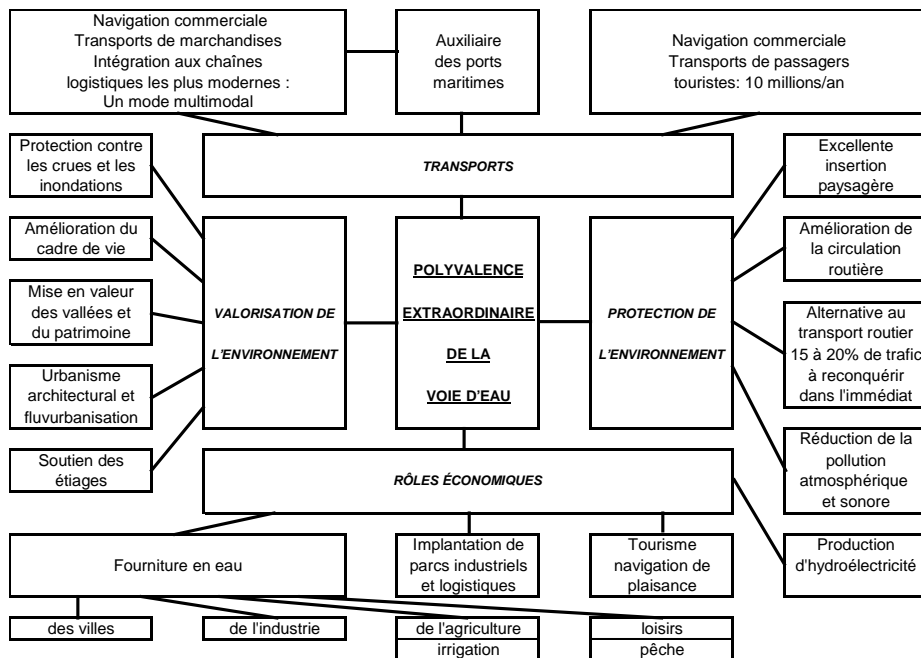 Navigation commerciale
Transports de marchandises
Intégration aux chaînes
logistiques les plus modernes :
Un mode multimodal
Auxiliaire
des ports
maritimes
Navigation commerciale
Transports de passagers
touristes: 10 millions/an
TRANSPORTS
Protection contre
les crues et les
inondations
Amélioration du
cadre de vie
Mise en valeur
des vallées et
du patrimoine
Urbanisme
architectural et
fluvurbanisation
Soutien des
étiages
VALORISATION DE
L'ENVIRONNEMENT
POLYVALENCE
EXTRAORDINAIRE
DE LA
VOIE D'EAU
PROTECTION DE
L'ENVIRONNEMENT
Excellente
insertion
paysagère
Amélioration de
la circulation
routière
Alternative au
transport routier
15 à 20% de trafic
à reconquérir
dans l'immédiat
Réduction de la
pollution
atmosphérique
et sonore
RÔLES ÉCONOMIQUES
Fourniture en eau
Implantation de
parcs industriels
et logistiques
Tourisme
navigation de
plaisance
Production
d'hydroélectricité
des villes
de l'industrie
de l'agriculture
irrigation
loisirs
pêche